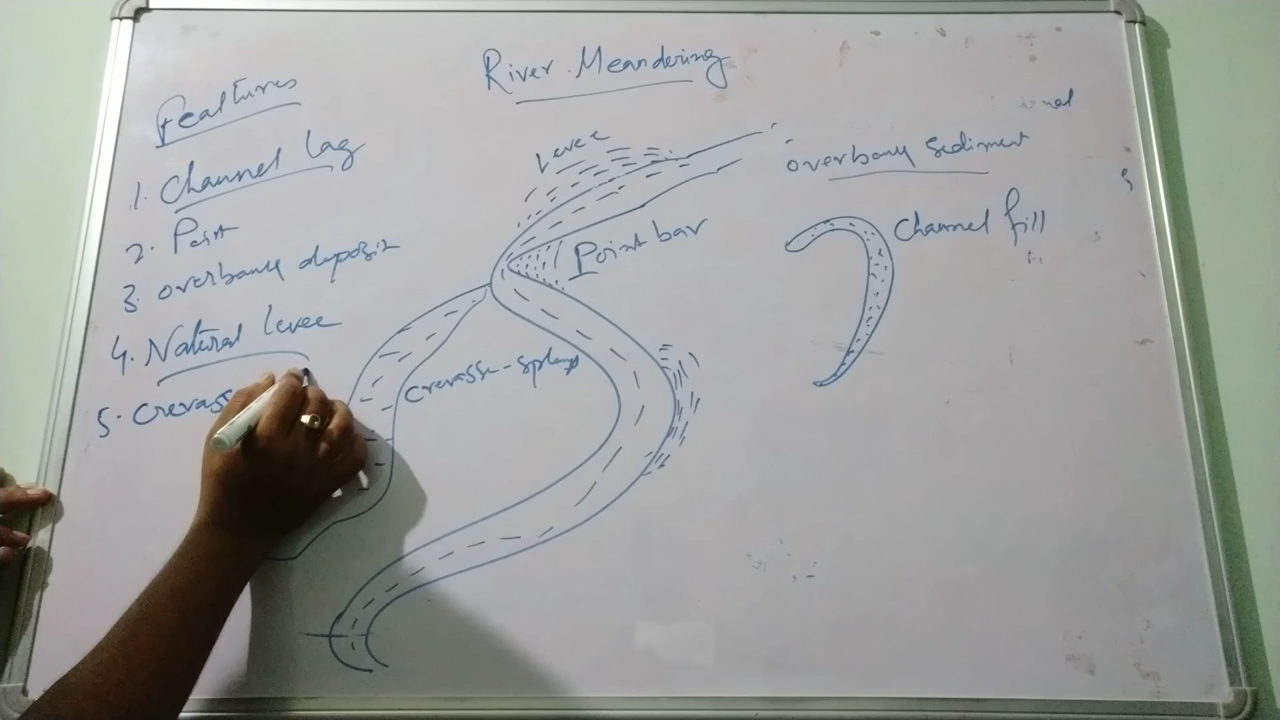 River Meandering
Features
1. Channel lag
2. Point
3. overbank deposit
4. Natural levee
5. Crevass
Levee
Point bar
crevasse-splays
overbank sediment
Channel fill